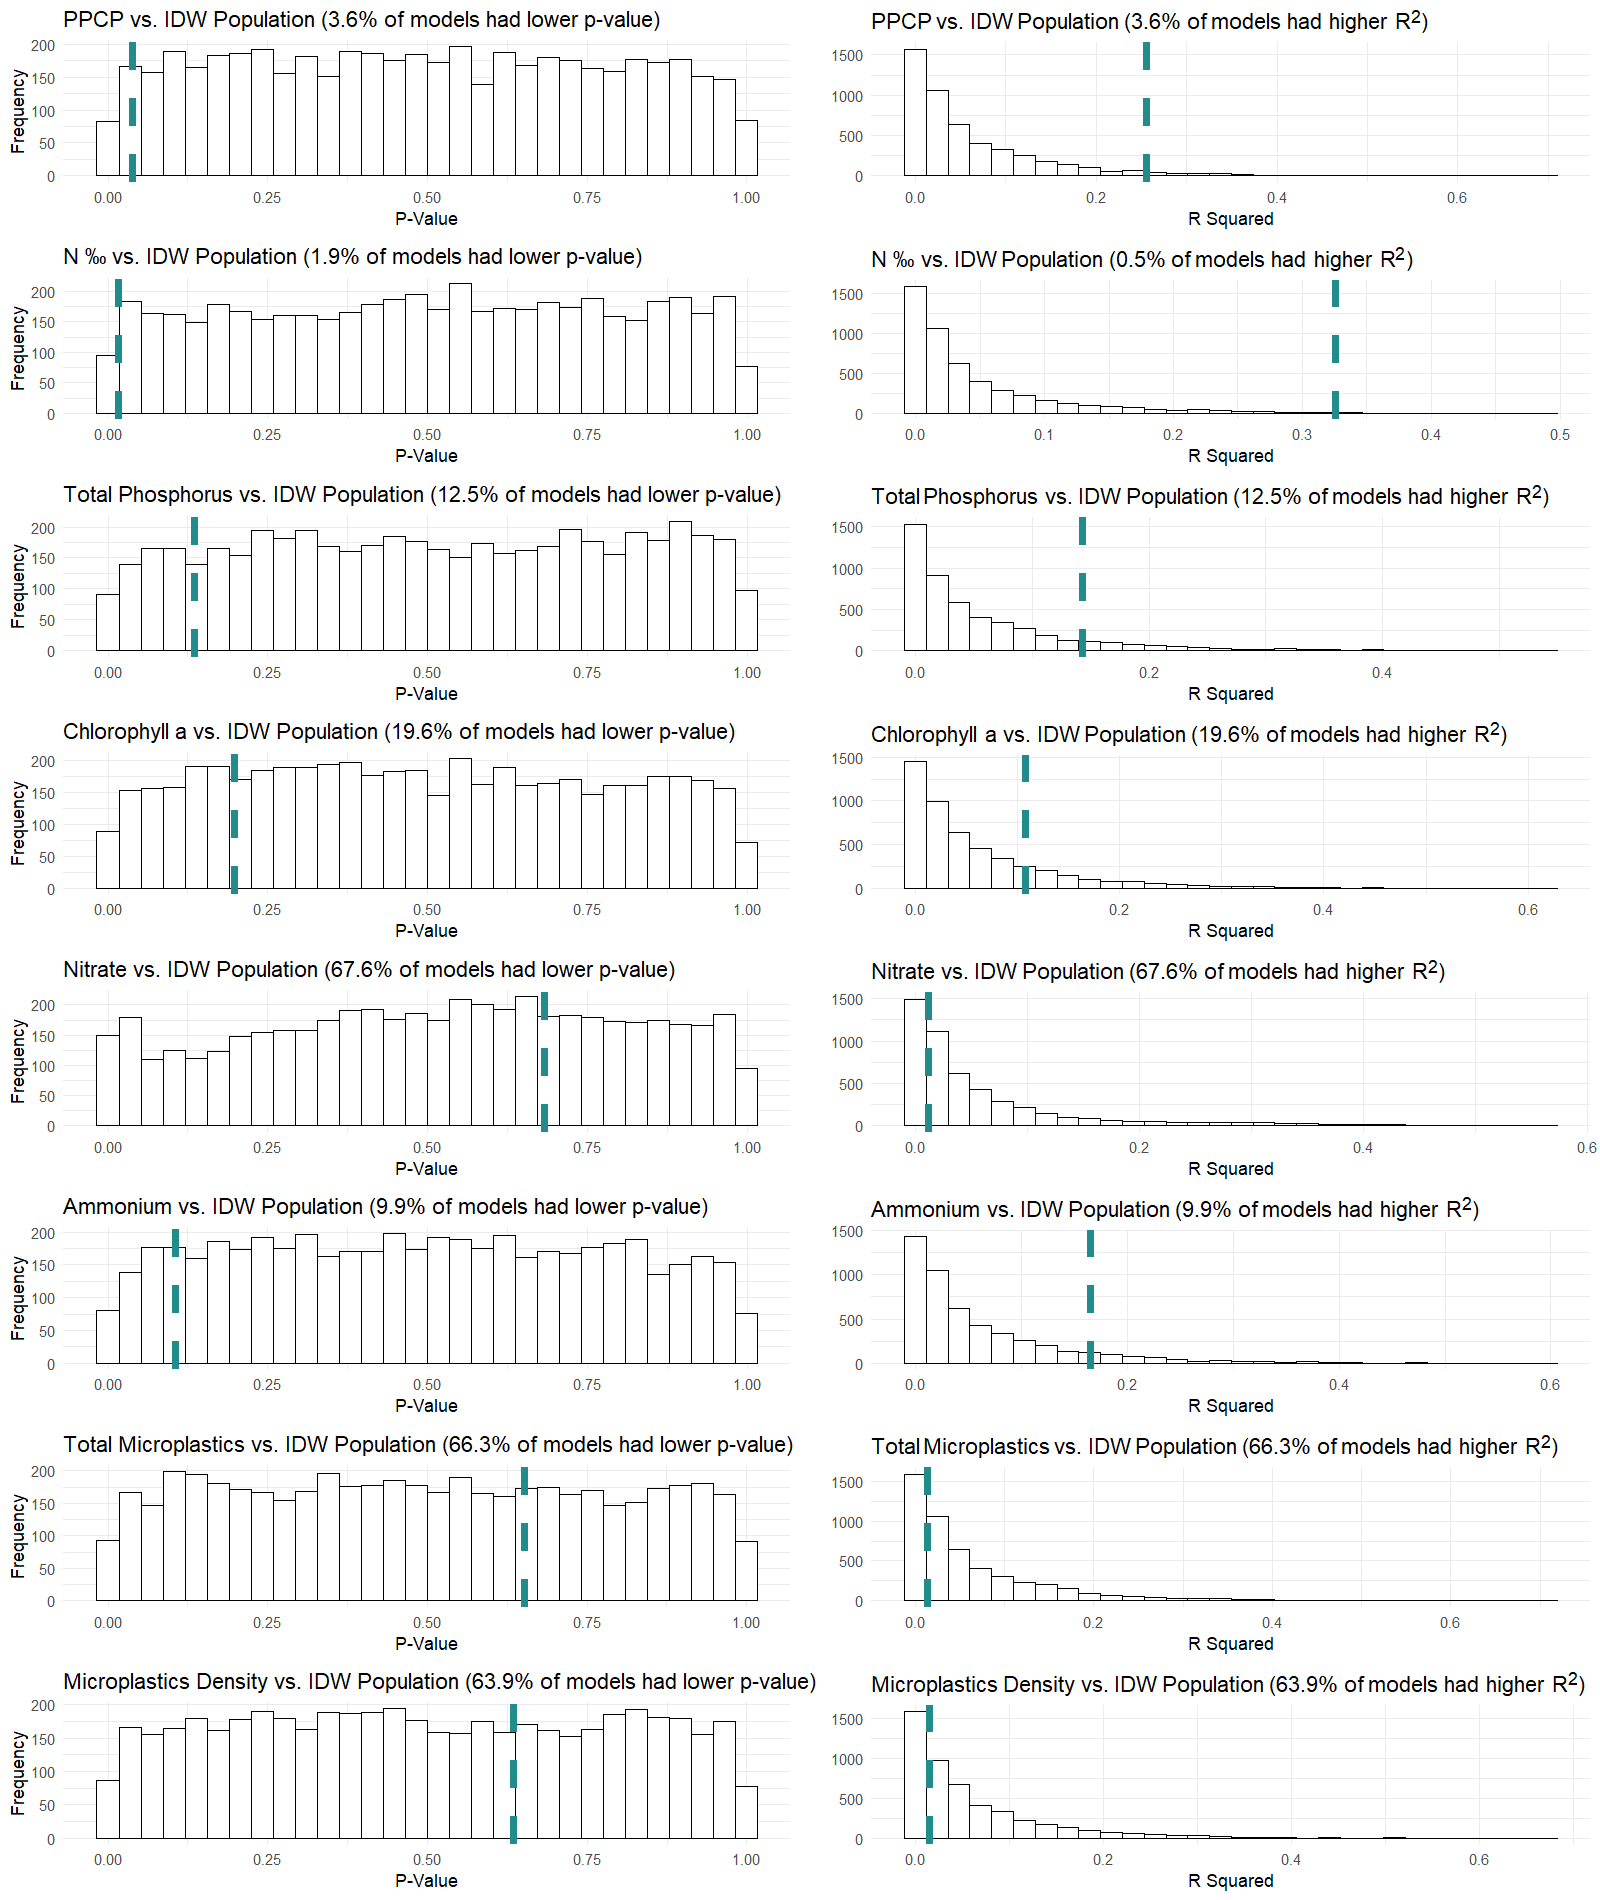 PPCP vs. IDW Population (3.6% of models had lower p-value)
200
150
100
50
0
Frequency
0.00 0.25 0.50 0.75 1.00
P-Value
PPCP vs. IDW Population (3.6% of models had higher R²)
1500
1000
500
0
0.2 0.4 0.6
R Squared
N ‰ vs. IDW Population (1.9% of models had lower p-value)
200
150
100
50
0
Frequency
0.00 0.25 0.50 0.75 1.00
P-Value
N ‰ vs. IDW Population (0.5% of models had higher R²)
1500
1000
500
0
0.0 0.1 0.2 0.3 0.4 0.5
R Squared
Total Phosphorus vs. IDW Population (12.5% of models had lower p-value)
200
150
100
50
0
Frequency
0.00 0.25 0.50 0.75 1.00
P-Value
Total Phosphorus vs. IDW Population (12.5% of models had higher R²)
1500
1000
500
0
0.0 0.2 0.4
R Squared
Chlorophyll a vs. IDW Population (19.6% of models had lower p-value)
200
150
100
50
0
Frequency
0.00 0.25 0.50 0.75 1.00
P-Value
Chlorophyll a vs. IDW Population (19.6% of models had higher R²)
1500
1000
500
0
0.0 0.2 0.4 0.6
R Squared
Nitrate vs. IDW Population (67.6% of models had lower p-value)
200
150
100
50
0
Frequency
0.00 0.25 0.50 0.75 1.00
P-Value
Nitrate vs. IDW Population (67.6% of models had higher R²)
1500
1000
500
0
0.0 0.2 0.4 0.6
R Squared
Ammonium vs. IDW Population (9.9% of models had lower p-value)
200
150
100
50
0
Frequency
0.00 0.25 0.50 0.75 1.00
P-Value
Ammonium vs. IDW Population (9.9% of models had higher R²)
1500
1000
500
0
0.0 0.2 0.4 0.6
R Squared
Total Microplastics vs. IDW Population (66.3% of models had lower p-value)
200
150
100
50
0
Frequency
0.00 0.25 0.50 0.75 1.00
P-Value
Total Microplastics vs. IDW Population (66.3% of models had higher R²)
1500
1000
500
0
0.0 0.2 0.4 0.6
R Squared
Microplastics Density vs. IDW Population (63.9% of models had lower p-value)
200
150
100
50
0
Frequency
0.00 0.25 0.50 0.75 1.00
P-Value
Microplastics Density vs. IDW Population (63.9% of models had higher R²)
1500
1000
500
0
0.0 0.2 0.4 0.6
R Squared